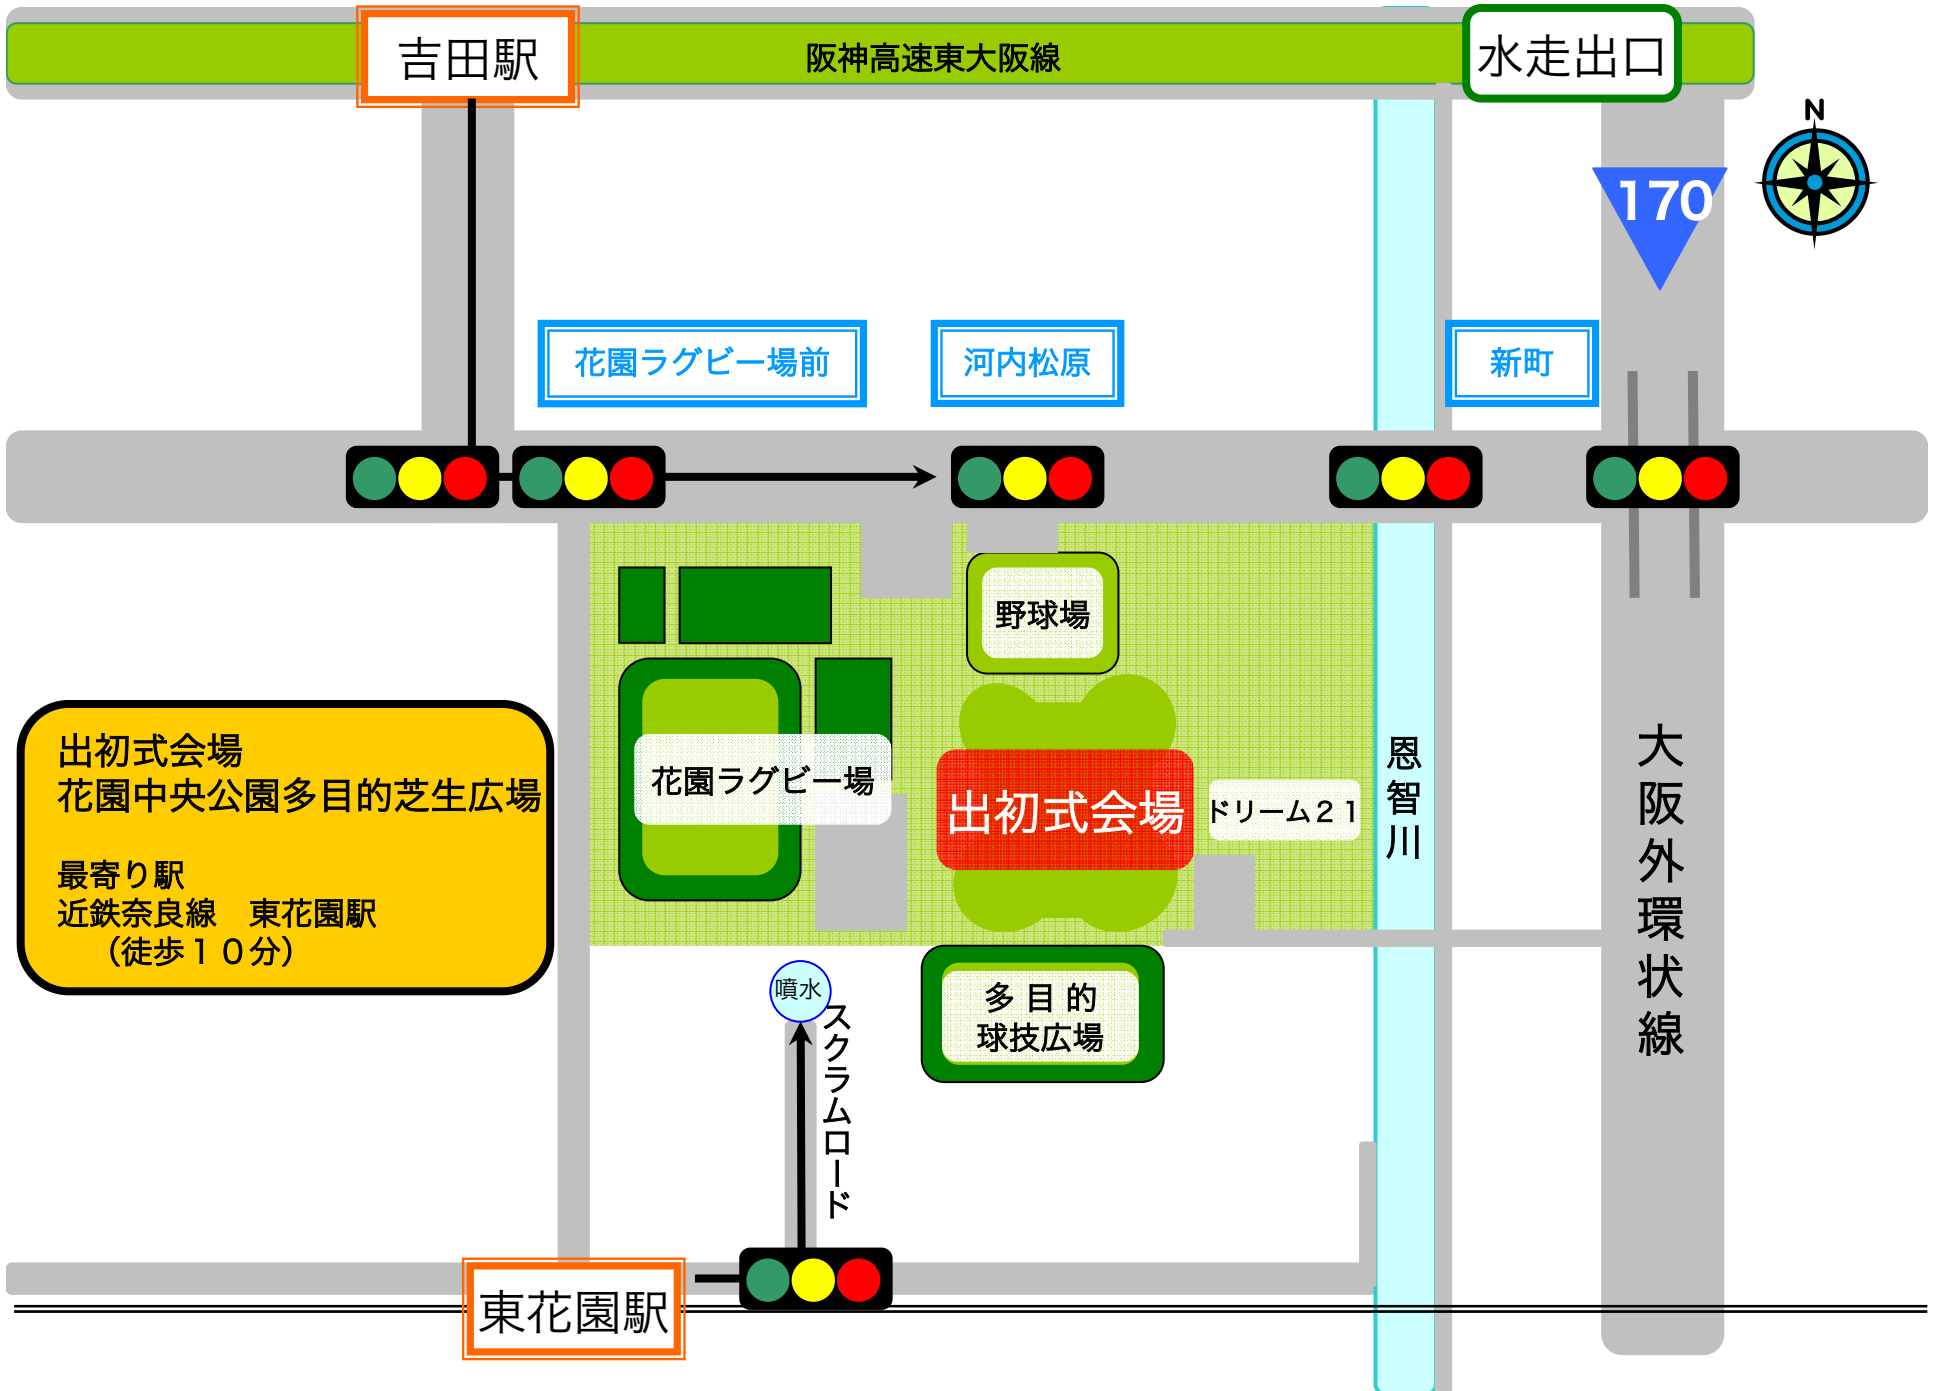 吉田駅
阪神高速東大阪線
水走出口
N
170
花園ラグビー場前
河内松原
新町
野球場
出初式会場
花園中央公園多目的芝生広場
最寄り駅
近鉄奈良線　東花園駅
（徒歩１０分）
花園ラグビー場
出初式会場
ドリーム２１
恩智川
大阪外環状線
噴水
スクラムロード
多目的
球技広場
東花園駅